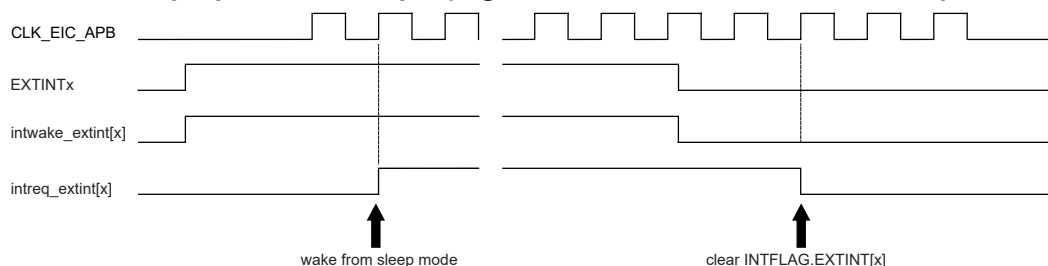 CLK_EIC_APB
EXTINTx
intwake_extint[x]
intreq_extint[x]
wake from sleep mode
clear INTFLAG.EXTINT[x]